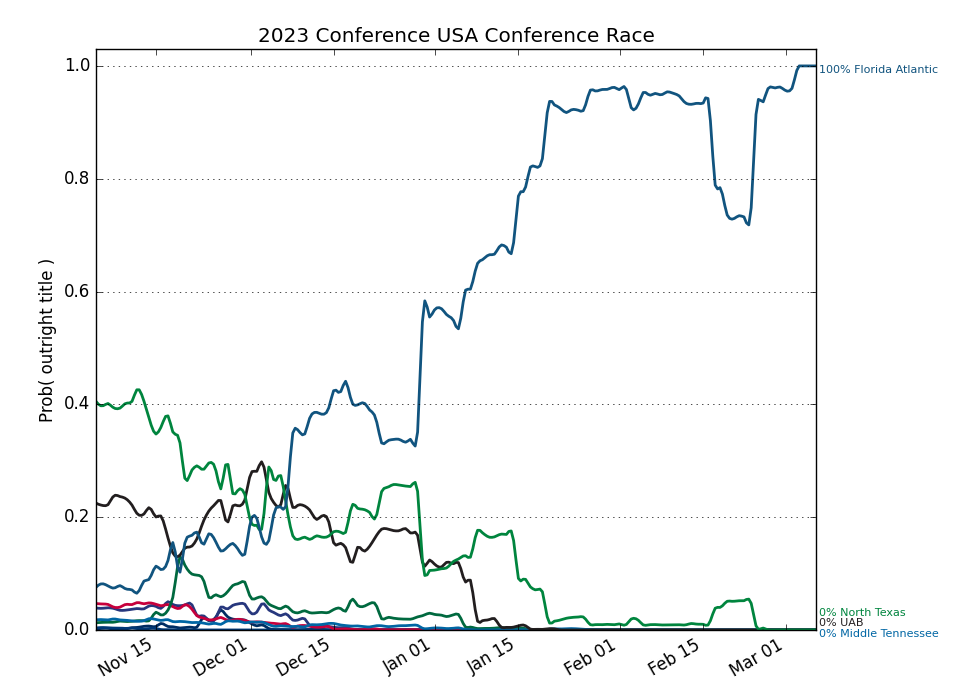 2023 Conference USA Conference Race
Prob( outright title )
1.0
0.8
0.6
0.4
0.2
0.0
Nov 15
Dec 01
Dec 15
Jan 01
Jan 15
Feb 01
Feb 15
Mar 01
100% Florida Atlantic
0% North Texas
0% UAB
0% Middle Tennessee